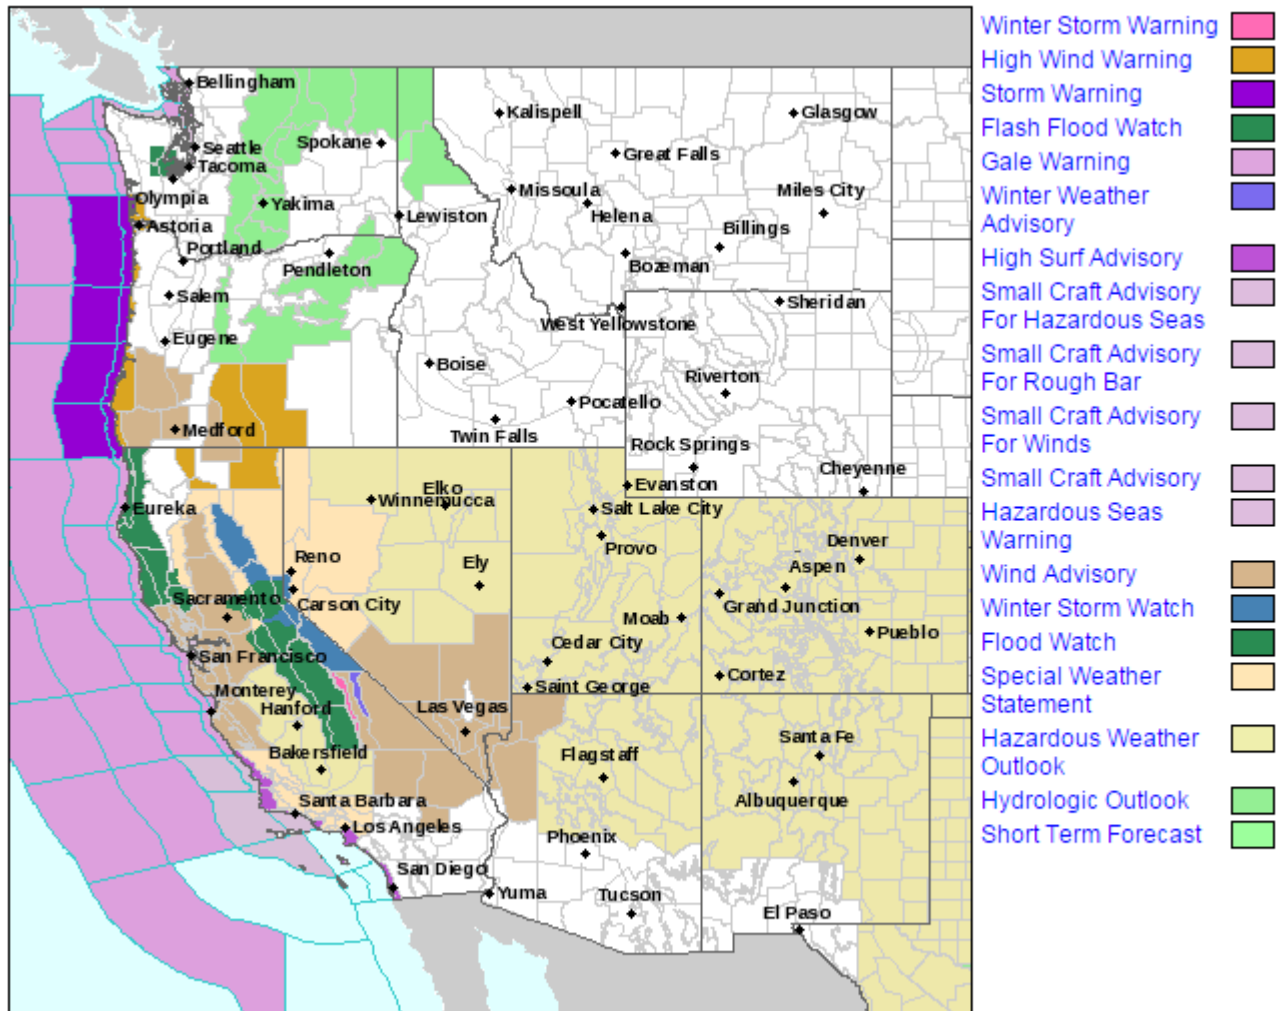 Bellingham
Seattle
Tacoma
Olympia
Astoria
Portland
Salem
Eugene
Medford
Spokane
Yakima
Pendleton
Lewiston
Kalispell
Glasgow
Great Falls
Missoula
Helena
Miles City
Billings
Bozeman
West Yellowstone
Sheridan
Boise
Riverton
Pocatello
Twin Falls
Rock Springs
Cheyenne
Evanston
Eureka
Elko
Winnemucca
Salt Lake City
Provo
Reno
Ely
Denver
Aspen
Sacramento
Carson City
Grand Junction
Moab
Pueblo
Cedar City
San Francisco
Cortez
Saint George
Monterey
Hanford
Las Vegas
Bakersfield
Flagstaff
Santa Fe
Albuquerque
Santa Barbara
Los Angeles
Phoenix
San Diego
Yuma
Tucson
El Paso
Winter Storm Warning
High Wind Warning
Storm Warning
Flash Flood Watch
Gale Warning
Winter Weather
Advisory
High Surf Advisory
Small Craft Advisory
For Hazardous Seas
Small Craft Advisory
For Rough Bar
Small Craft Advisory
For Winds
Small Craft Advisory
Hazardous Seas
Warning
Wind Advisory
Winter Storm Watch
Flood Watch
Special Weather
Statement
Hazardous Weather
Outlook
Hydrologic Outlook
Short Term Forecast